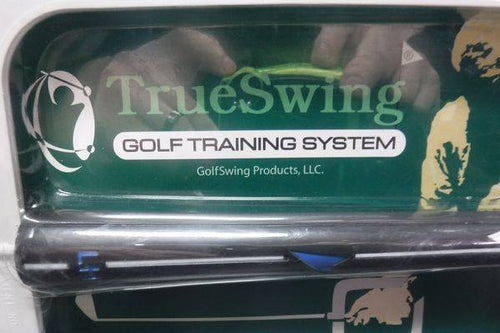 TrueSwing®
GOLF TRAINING SYSTEM
GolfSwing Products, LLC.